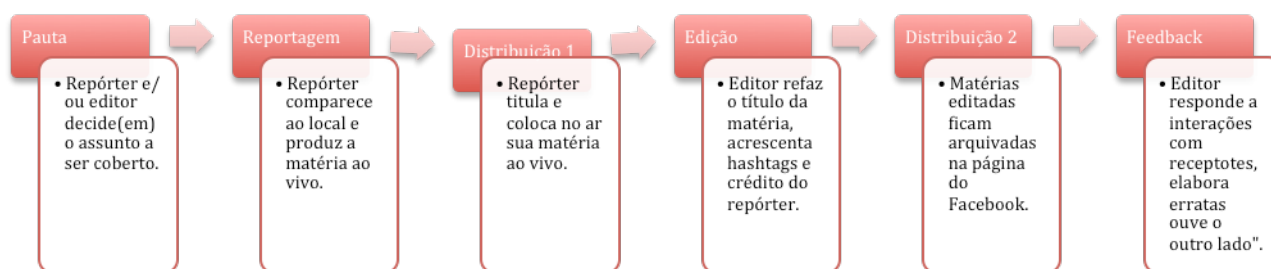 Pauta
• Repórter e/
ou editor
decide(em)
o assunto a
ser coberto.
Reportagem
• Repórter
comparece
ao local e
produz a
matéria ao
vivo.
Distribuição 1
• Repórter
titula e
coloca no ar
sua matéria
ao vivo.
Edição
• Editor refaz
o título da
matéria,
acrescenta
hashtags e
crédito do
repórter.
Distribuição 2
• Matérias
editadas
ficam
arquivadas
na página
do
Facebook.
Feedback
• Editor
responde a
interações
com
receptotes,
elabora
erratas
ouve o
outro lado".